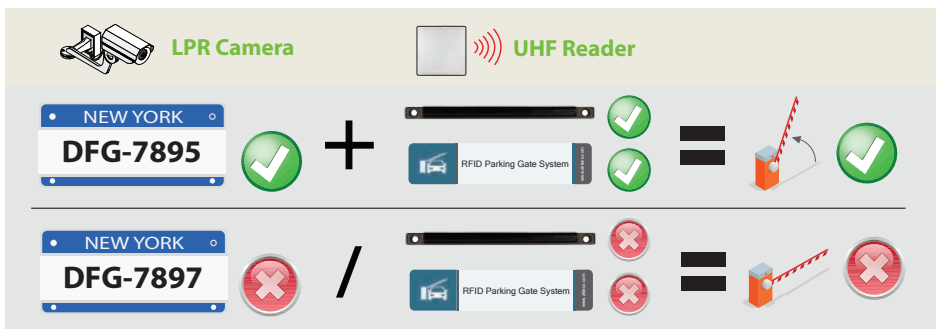 LPR Camera
UHF Reader
NEW YORK
DFG-7895
+
RFID Parking Gate System
=
NEW YORK
DFG-7897
/
RFID Parking Gate System
=